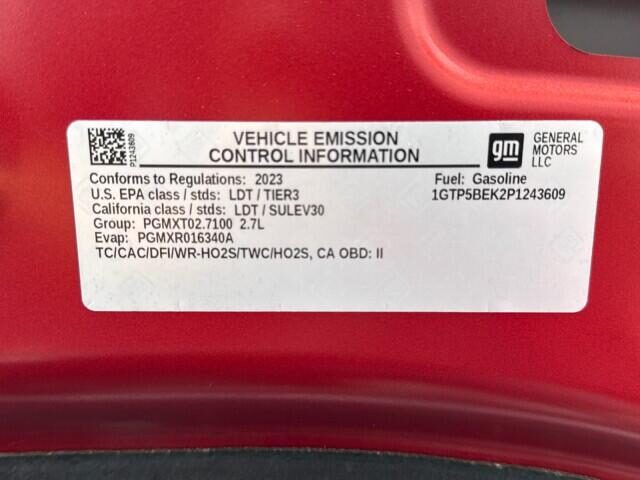 P1243609
VEHICLE EMISSION
CONTROL INFORMATION
gm
GENERAL
MOTORS
LLC
Conforms to Regulations: 2023
Fuel: Gasoline
U.S. EPA class / stds: LDT / TIER3
1GTP5BEK2P1243609
California class / stds: LDT / SULEV30
Group: PGMXT02.7100 2.7L
Evap: PGMXR016340A
TC/CAC/DFI/WR-HO2S/TWC/HO2S, CA OBD: II